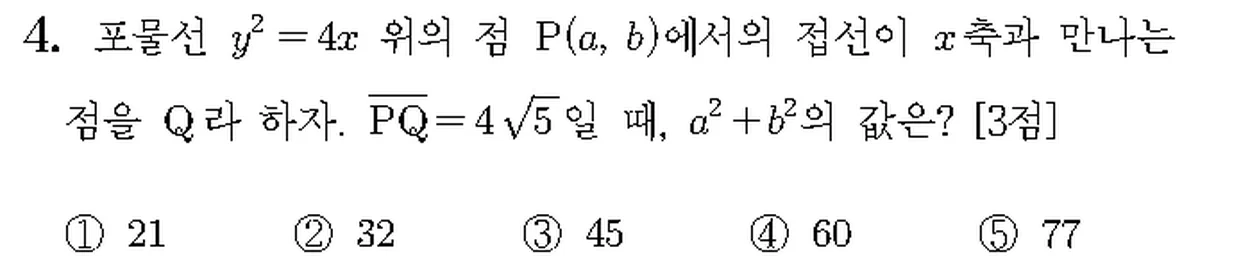 4. 포물선 y² = 4x 위의 점 P(a, b)에서의 접선이 x축과 만나는
점을 Q라 하자. P̅Q̅ = 4√5 일 때, a² + b²의 값은? [3점]
① 21 ② 32 ③ 45 ④ 60 ⑤ 77